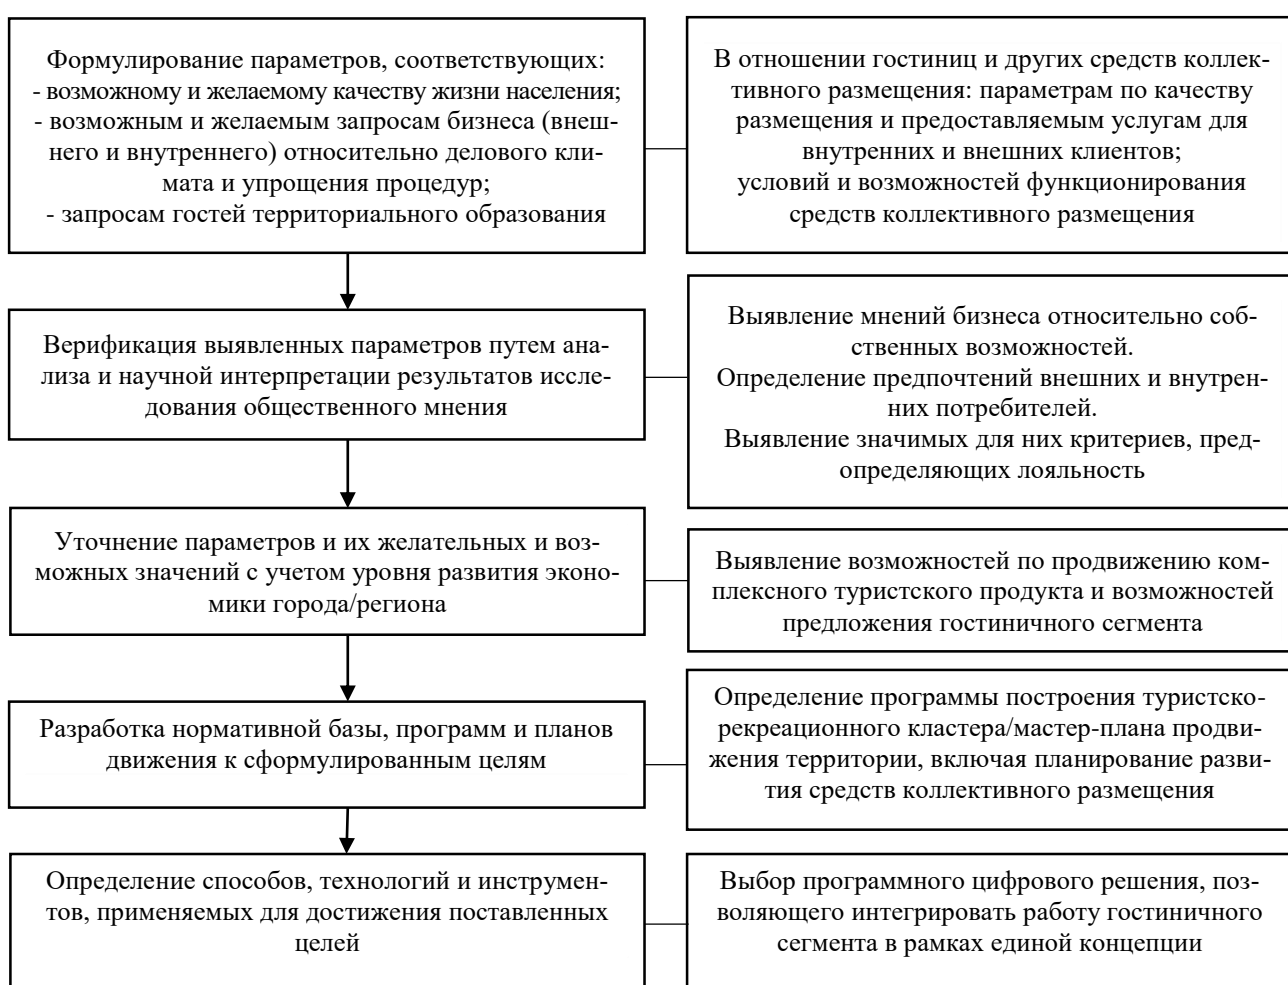 Формулирование параметров, соответствующих:
- возможному и желаемому качеству жизни населения;
- возможным и желаемым запросам бизнеса (внеш-
него и внутреннего) относительно делового кли-
мата и упрощения процедур;
- запросам гостей территориального образования
В отношении гостиниц и других средств коллек-
тивного размещения: параметрам по качеству
размещения и предоставляемым услугам для
внутренних и внешних клиентов;
условий и возможностей функционирования
средств коллективного размещения
Верификация выявленных параметров путем ана-
лиза и научной интерпретации результатов иссле-
дования общественного мнения
Выявление мнений бизнеса относительно соб-
ственных возможностей.
Определение предпочтений внешних и внутрен-
них потребителей.
Выявление значимых для них критериев, пред-
определяющих лояльность
Уточнение параметров и их желательных и воз-
можных значений с учетом уровня развития эконо-
мики города/региона
Выявление возможностей по продвижению ком-
плексного туристского продукта и возможностей
предложения гостиничного сегмента
Разработка нормативной базы, программ и планов
движения к сформулированным целям
Определение программы построения туристско-
рекреационного кластера/мастер-плана продви-
жения территории, включая планирование разви-
тия средств коллективного размещения
Определение способов, технологий и инструмен-
тов, применяемых для достижения поставленных
целей
Выбор программного цифрового решения, поз-
воляющего интегрировать работу гостиничного
сегмента в рамках единой концепции